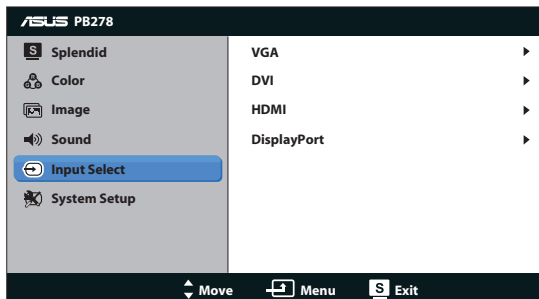 ASUS PB278
S Splendid
Color
Image
Sound
Input Select
System Setup
VGA
DVI
HDMI
DisplayPort
Move Menu S Exit